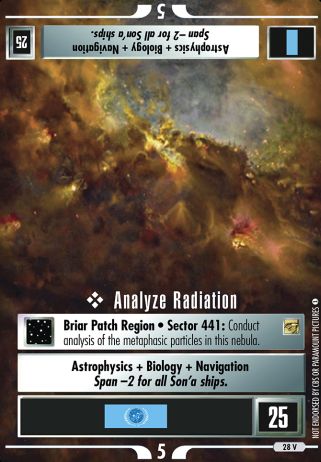 5
Astrophysics + Biology + Navigation
Span –2 for all Son'a ships.
25
❖ Analyze Radiation
Briar Patch Region • Sector 441: Conduct
analysis of the metaphasic particles in this nebula.
Astrophysics + Biology + Navigation
Span –2 for all Son'a ships.
25
5
28 V
NOT ENDORSED BY CBS OR PARAMOUNT PICTURES